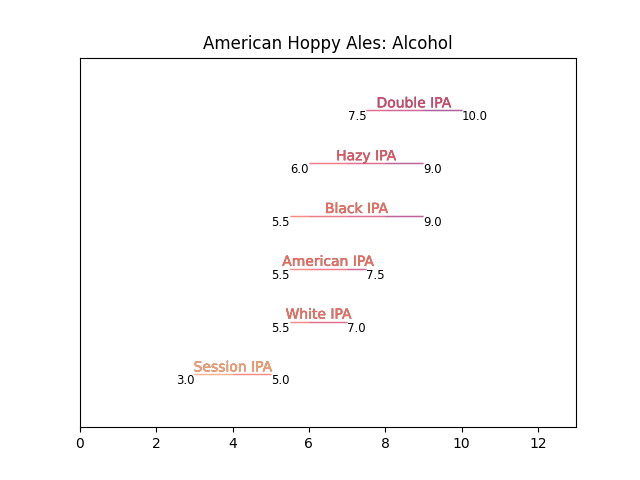 American Hoppy Ales: Alcohol
Double IPA
7.5 10.0
Hazy IPA
6.0 9.0
Black IPA
5.5 9.0
American IPA
5.5 7.5
White IPA
5.5 7.0
Session IPA
3.0 5.0
0 2 4 6 8 10 12